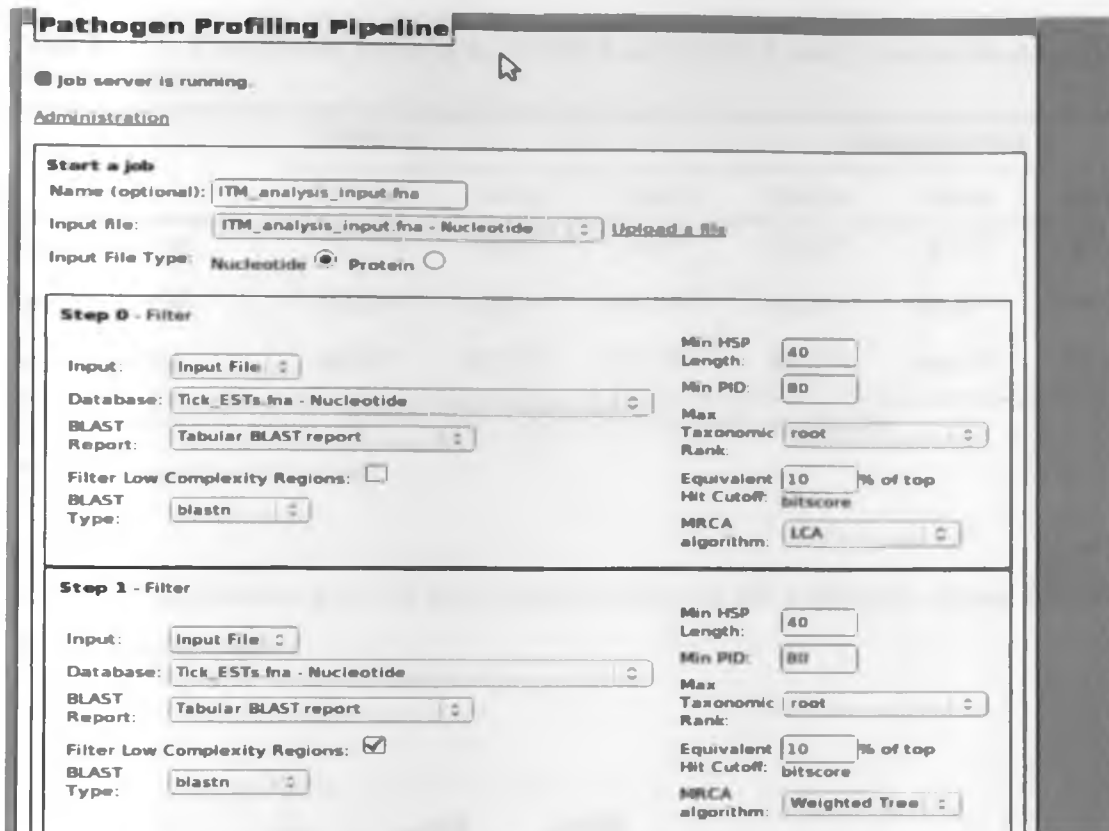 Pathogen Profiling Pipeline
Job server is running.
Administration
Start a job
Name (optional): ITM_analysis_input.fna
Input file: ITM_analysis_input.fna - Nucleotide Upload a file
Input File Type: Nucleotide Protein
Step 0 - Filter
Input: Input File
Database: Tick_ESTs.fna - Nucleotide
BLAST Report: Tabular BLAST report
Filter Low Complexity Regions:
BLAST Type: blastn
Min HSP Length: 40
Min PID: 80
Max Taxonomic Rank: root
Equivalent Hit Cutoff: 10 % of top bitscore
MRCA algorithm: LCA
Step 1 - Filter
Input: Input File
Database: Tick_ESTs.fna - Nucleotide
BLAST Report: Tabular BLAST report
Filter Low Complexity Regions:
BLAST Type: blastn
Min HSP Length: 40
Min PID: 80
Max Taxonomic Rank: root
Equivalent Hit Cutoff: 10 % of top bitscore
MRCA algorithm: Weighted Tree